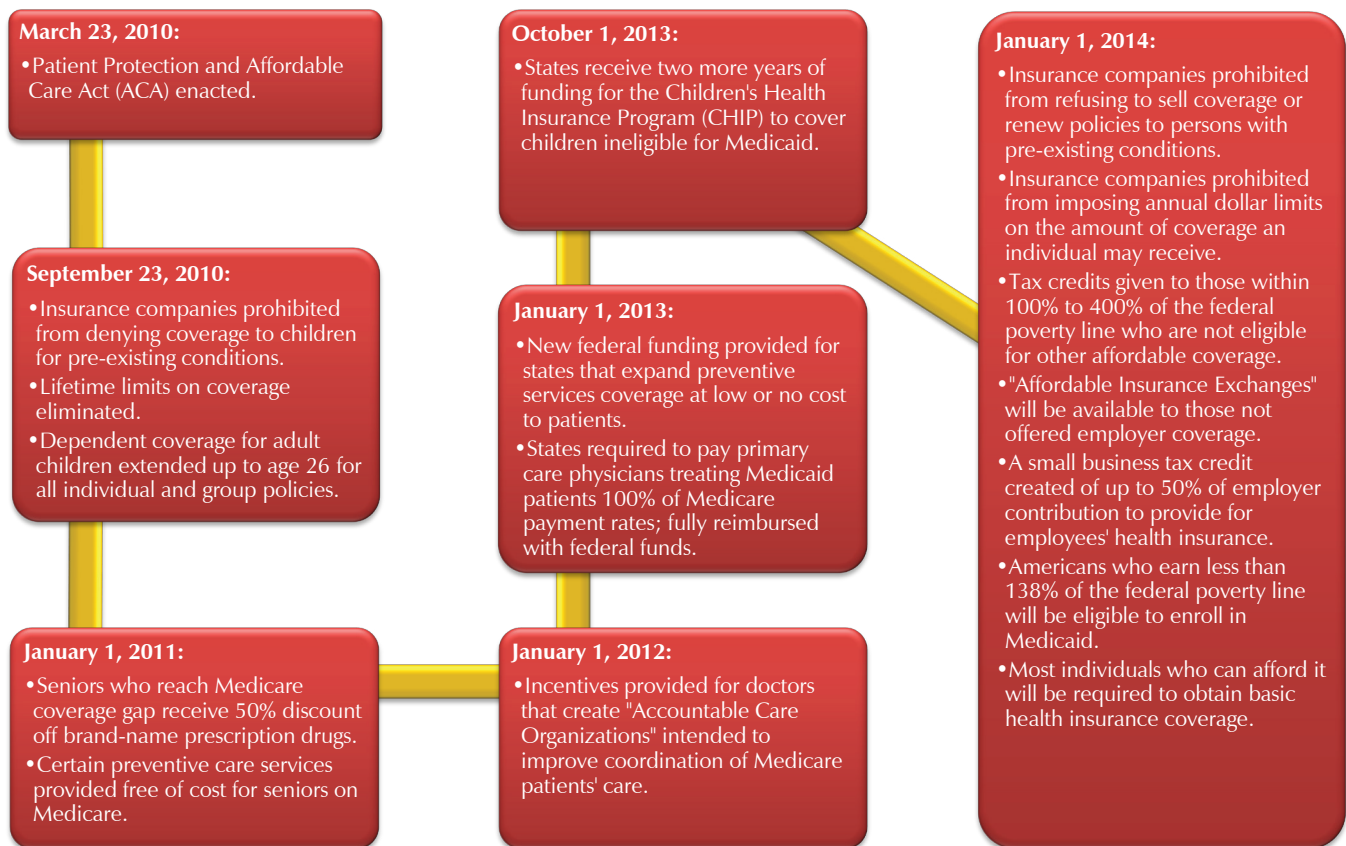 March 23, 2010:
•Patient Protection and Affordable
Care Act (ACA) enacted.
September 23, 2010:
•Insurance companies prohibited
from denying coverage to children
for pre-existing conditions.
•Lifetime limits on coverage
eliminated.
•Dependent coverage for adult
children extended up to age 26 for
all individual and group policies.
January 1, 2011:
•Seniors who reach Medicare
coverage gap receive 50% discount
off brand-name prescription drugs.
•Certain preventive care services
provided free of cost for seniors on
Medicare.
January 1, 2012:
•Incentives provided for doctors
that create "Accountable Care
Organizations" intended to
improve coordination of Medicare
patients' care.
January 1, 2013:
•New federal funding provided for
states that expand preventive
services coverage at low or no cost
to patients.
•States required to pay primary
care physicians treating Medicaid
patients 100% of Medicare
payment rates; fully reimbursed
with federal funds.
October 1, 2013:
•States receive two more years of
funding for the Children's Health
Insurance Program (CHIP) to cover
children ineligible for Medicaid.
January 1, 2014:
•Insurance companies prohibited
from refusing to sell coverage or
renew policies to persons with
pre-existing conditions.
•Insurance companies prohibited
from imposing annual dollar limits
on the amount of coverage an
individual may receive.
•Tax credits given to those within
100% to 400% of the federal
poverty line who are not eligible
for other affordable coverage.
•"Affordable Insurance Exchanges"
will be available to those not
offered employer coverage.
•A small business tax credit
created of up to 50% of employer
contribution to provide for
employees' health insurance.
•Americans who earn less than
138% of the federal poverty line
will be eligible to enroll in
Medicaid.
•Most individuals who can afford it
will be required to obtain basic
health insurance coverage.